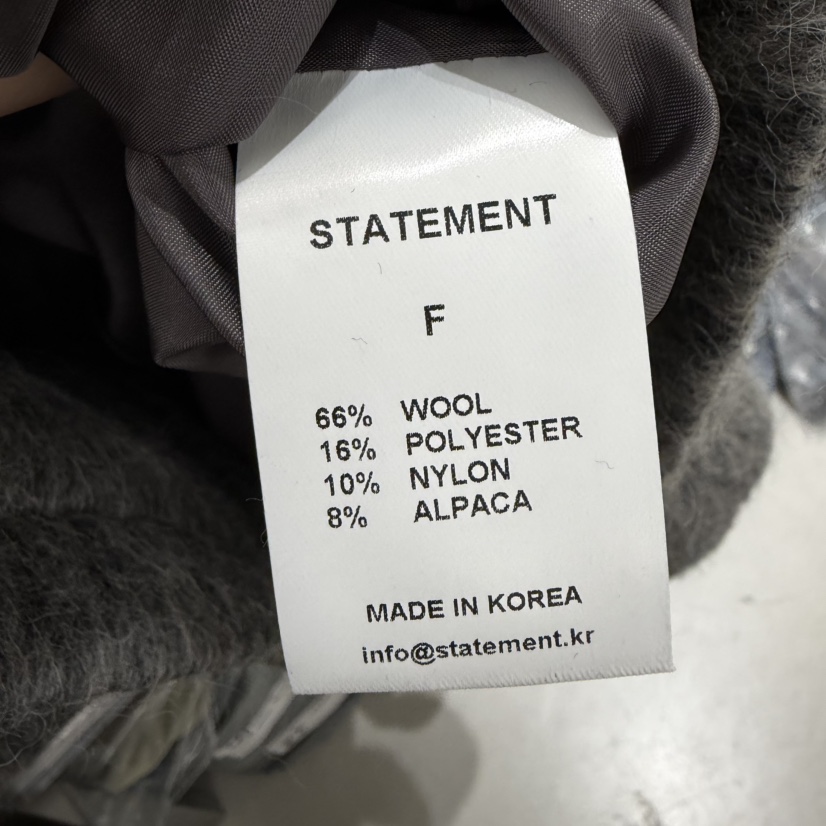 STATEMENT
F
66% WOOL
16% POLYESTER
10% NYLON
8% ALPACA
MADE IN KOREA
info@statement.kr